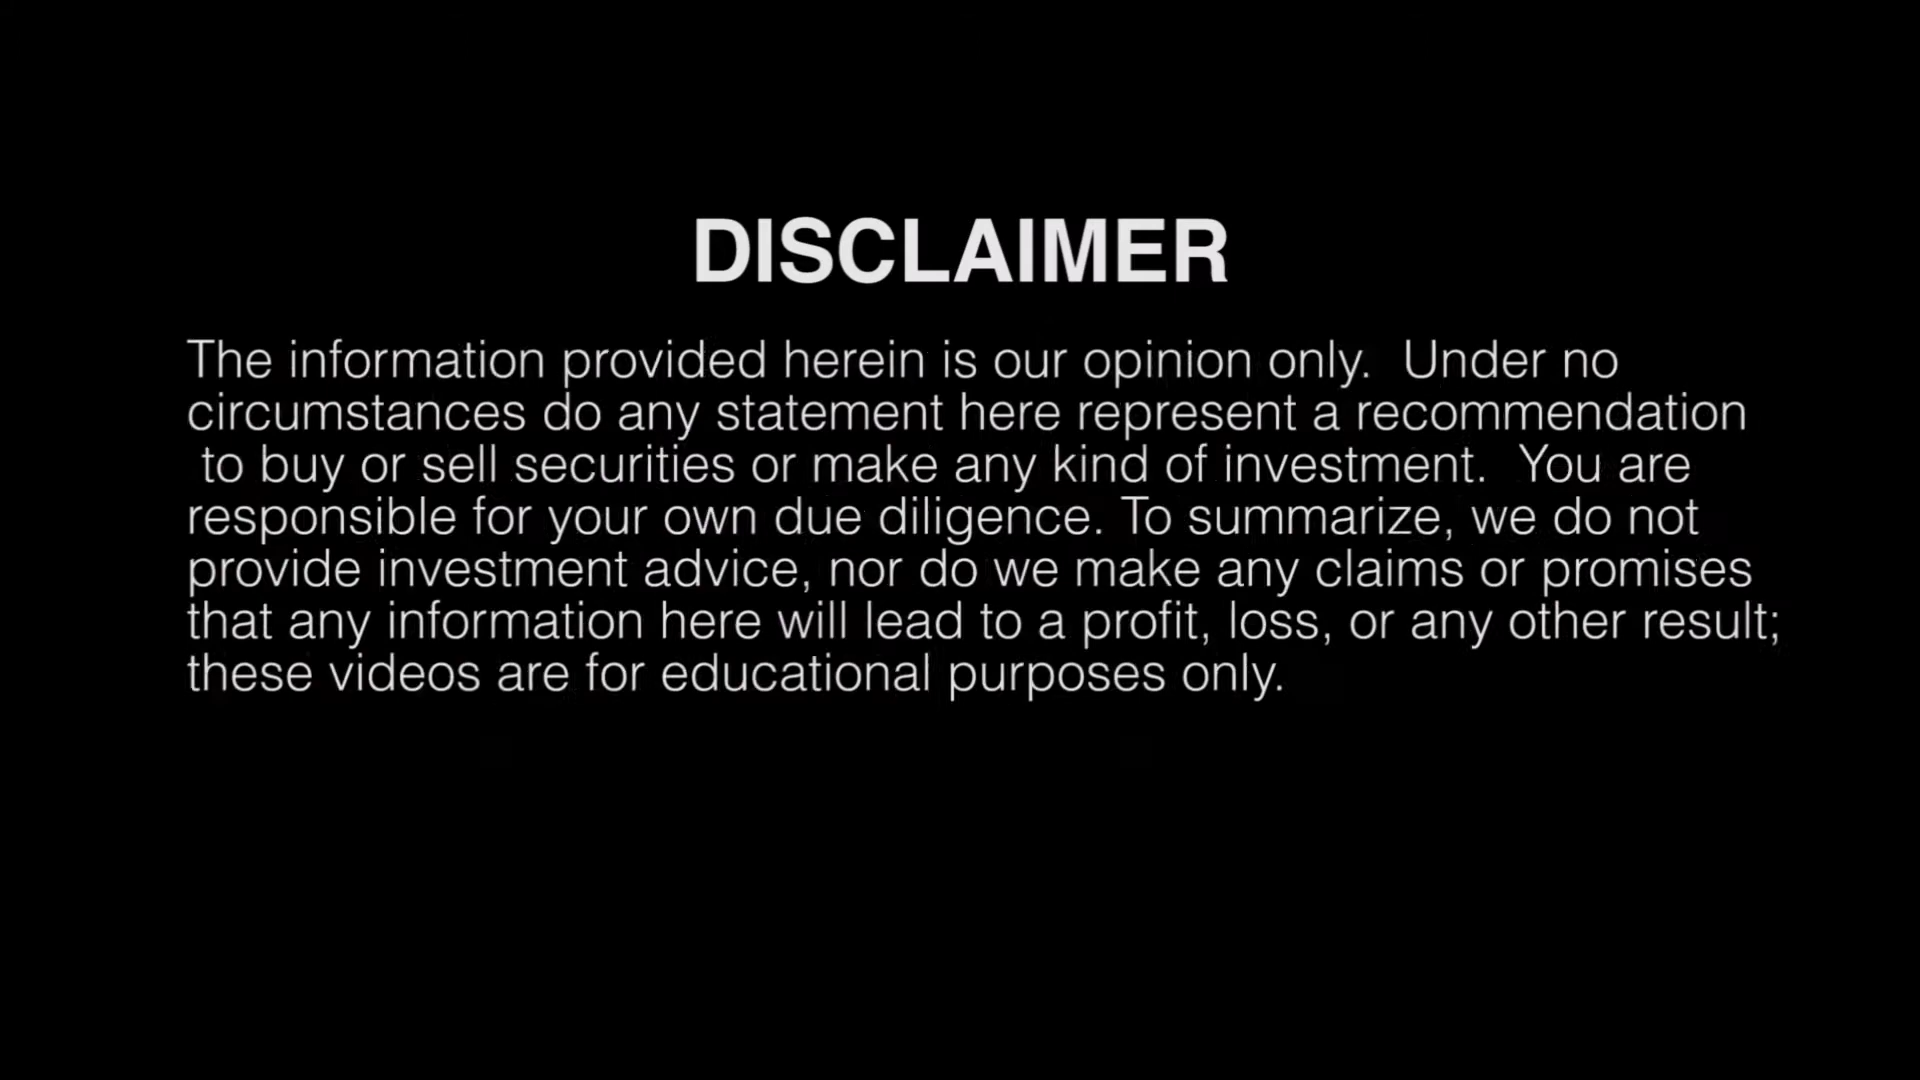 DISCLAIMER
The information provided herein is our opinion only.  Under no
circumstances do any statement here represent a recommendation
to buy or sell securities or make any kind of investment.  You are
responsible for your own due diligence. To summarize, we do not
provide investment advice, nor do we make any claims or promises
that any information here will lead to a profit, loss, or any other result;
these videos are for educational purposes only.